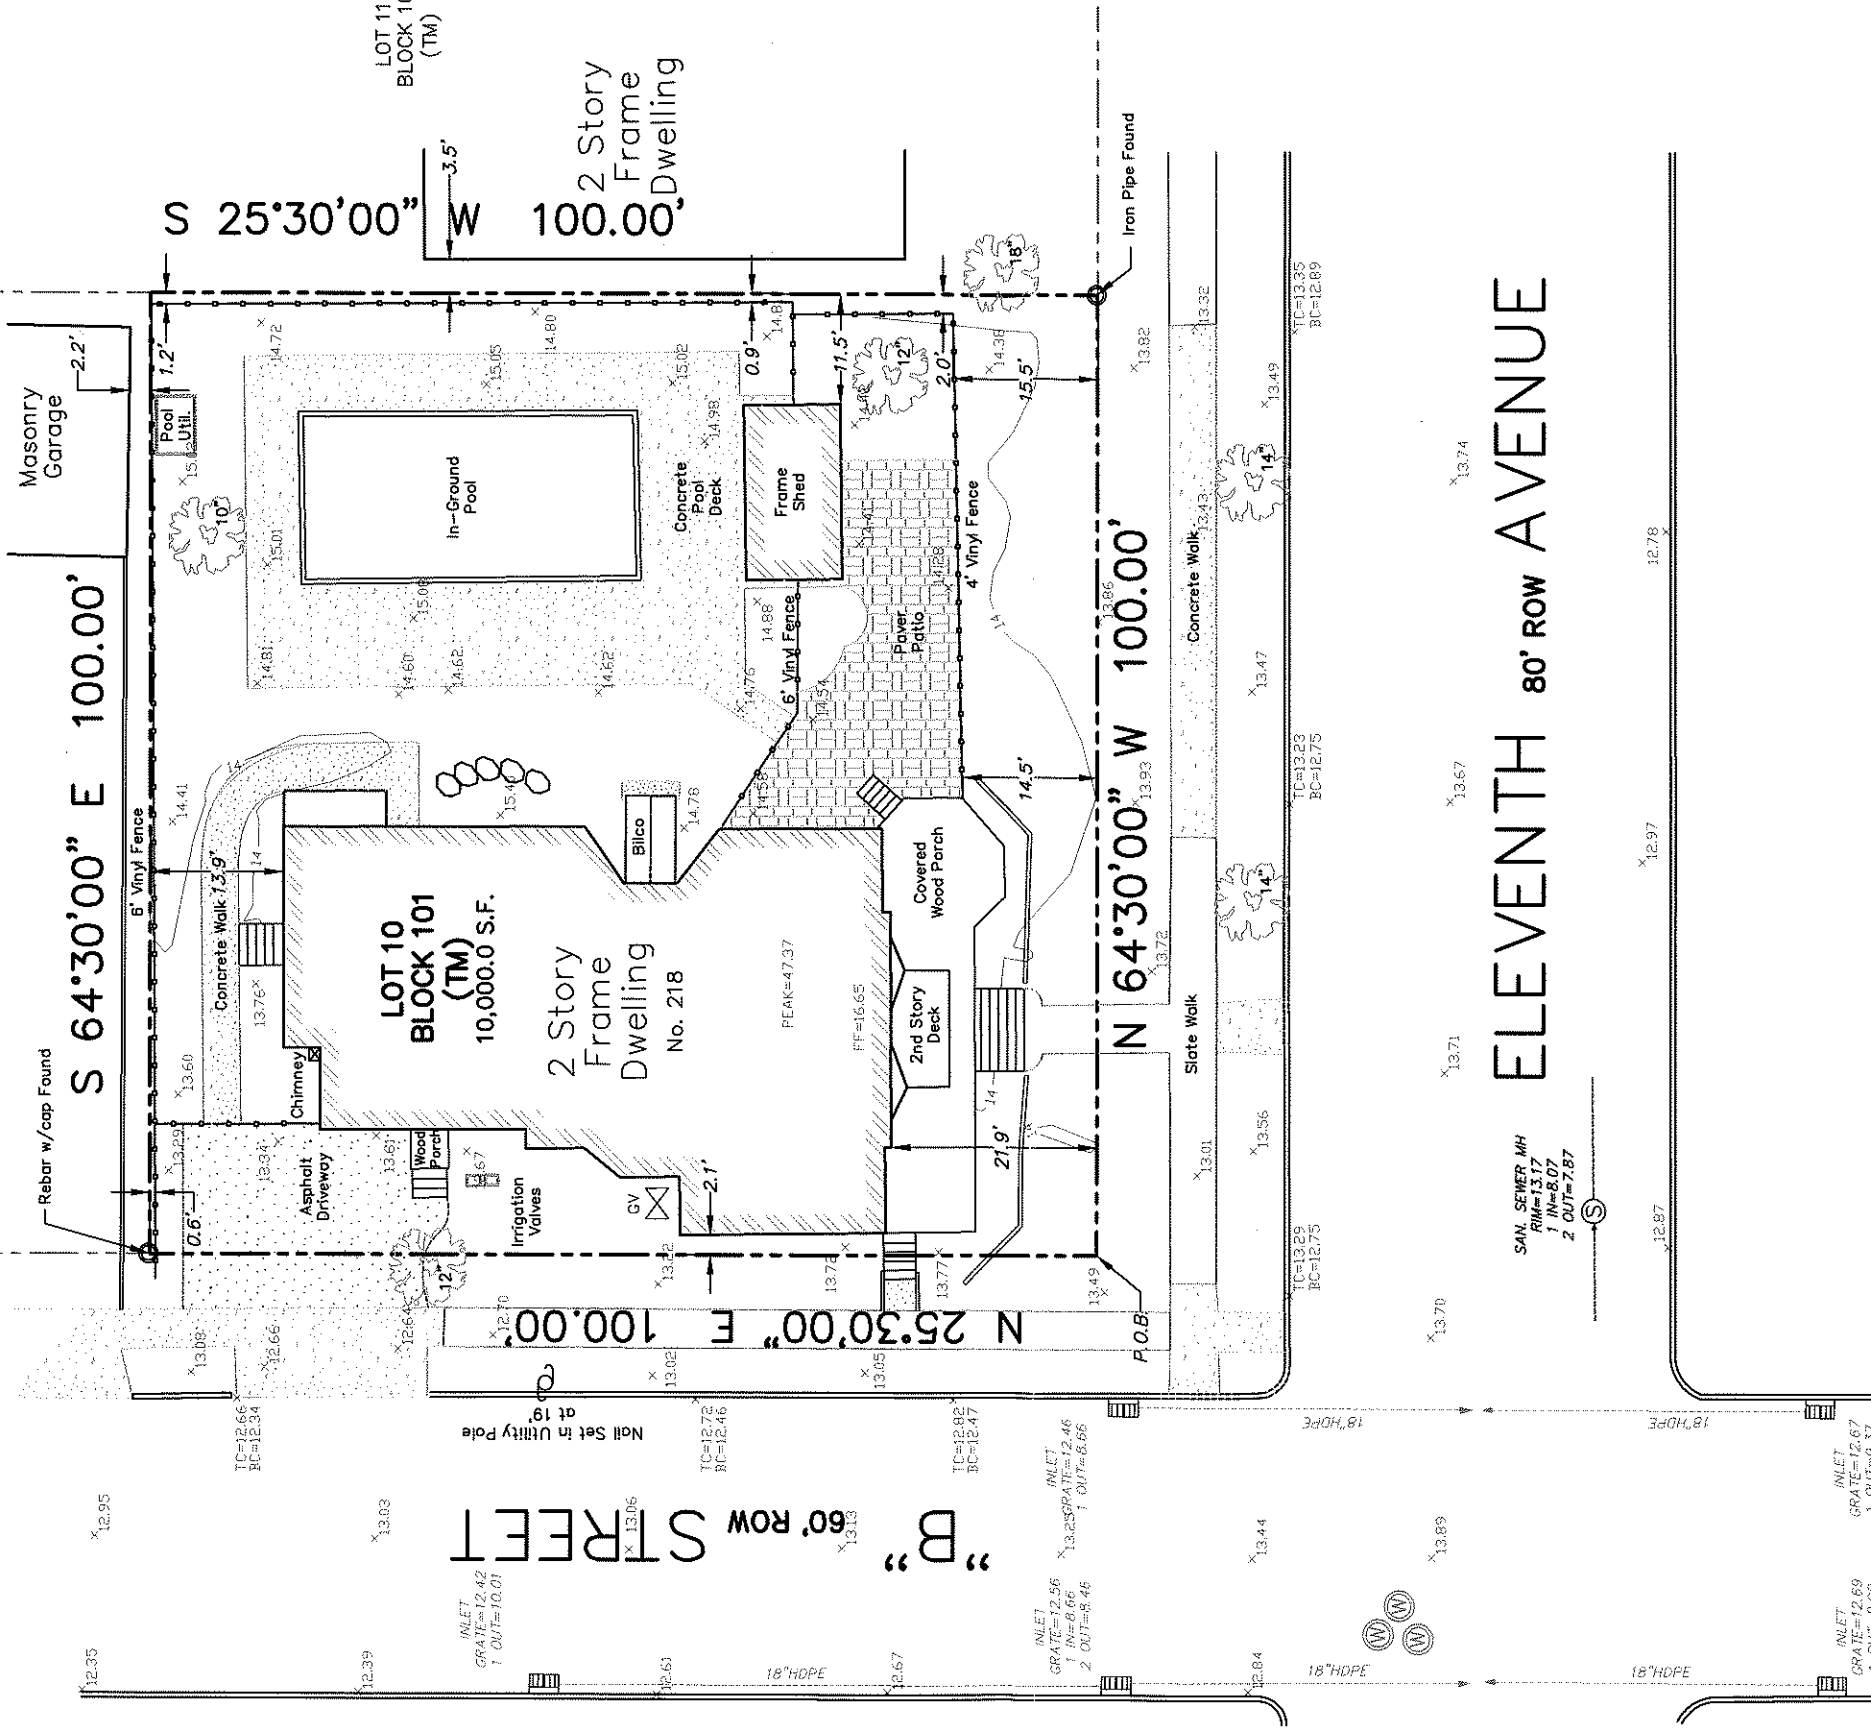 LOT 11
(TM)
2 Story
Frame
Dwelling
3.5'
S 25°30'00" W 100.00'
Iron Pipe Found
Masonry
Garage
2.2'
1.2'
Pool
Util.
10"
15.01
14.72
15.05
14.80
15.02
14.98
In-Ground
Pool
Concrete
Pool
Deck
0.9'
11.5'
Frame
Shed
12"
2.0'
14.38
18"
15.5'
13.82
13.32
TC=13.35
BC=12.89
13.49
S 64°30'00" E 100.00'
6' Vinyl Fence
14.41
14.81
14.60
14.62
14.62
14.76
14.88
6' Vinyl Fence
14.54
Paver
Patio
14.28
4' Vinyl Fence
14
13.86
N 64°30'00" W 100.00'
Concrete Walk
13.43
14"
13.47
13.74
Concrete Walk
13.9'
14
14
13.76
Bilco
14.78
14.58
LOT 10
BLOCK 101
(TM)
10,000.0 S.F.
2 Story
Frame
Dwelling
No. 218
PEAK=47.37
FF=16.65
Covered
Wood Porch
2nd Story
Deck
14
14.5'
13.93
13.72
TC=13.23
BC=12.75
13.67
14"
Slate Walk
Rebar w/cap Found
0.6'
13.60
13.29
13.34
Chimney
Asphalt
Driveway
13.61
Wood
Porch
Irrigation
Valves
GV
2.1'
21.9'
12"
13.22
13.72
13.77
13.49
P.O.B.
13.01
13.56
13.71
TC=13.29
BC=12.75
13.70
N 25°30'00" E 100.00'
13.08
12.66
12.64
12.70
13.02
13.05
Nail Set in Utility Pole
at 19'
TC=12.66
BC=12.34
TC=12.72
BC=12.46
TC=12.82
BC=12.47
"B" STREET
60' ROW
12.95
13.03
13.06
13.13
13.25
13.44
13.89
INLET
GRATE=12.46
1 OUT=8.66
INLET
GRATE=12.42
1 OUT=10.01
INLET
GRATE=12.56
1 IN=8.66
2 OUT=8.46
12.35
12.39
12.61
12.67
12.84
18"HDPE
18"HDPE
18"HDPE
18"HDPE
18"HDPE
W
W
W
ELEVENTH 80' ROW AVENUE
SAN. SEWER MH
RIM=13.17
1 IN=8.07
2 OUT=7.87
S
12.78
12.97
12.87
INLET
GRATE=12.67
INLET
GRATE=12.69